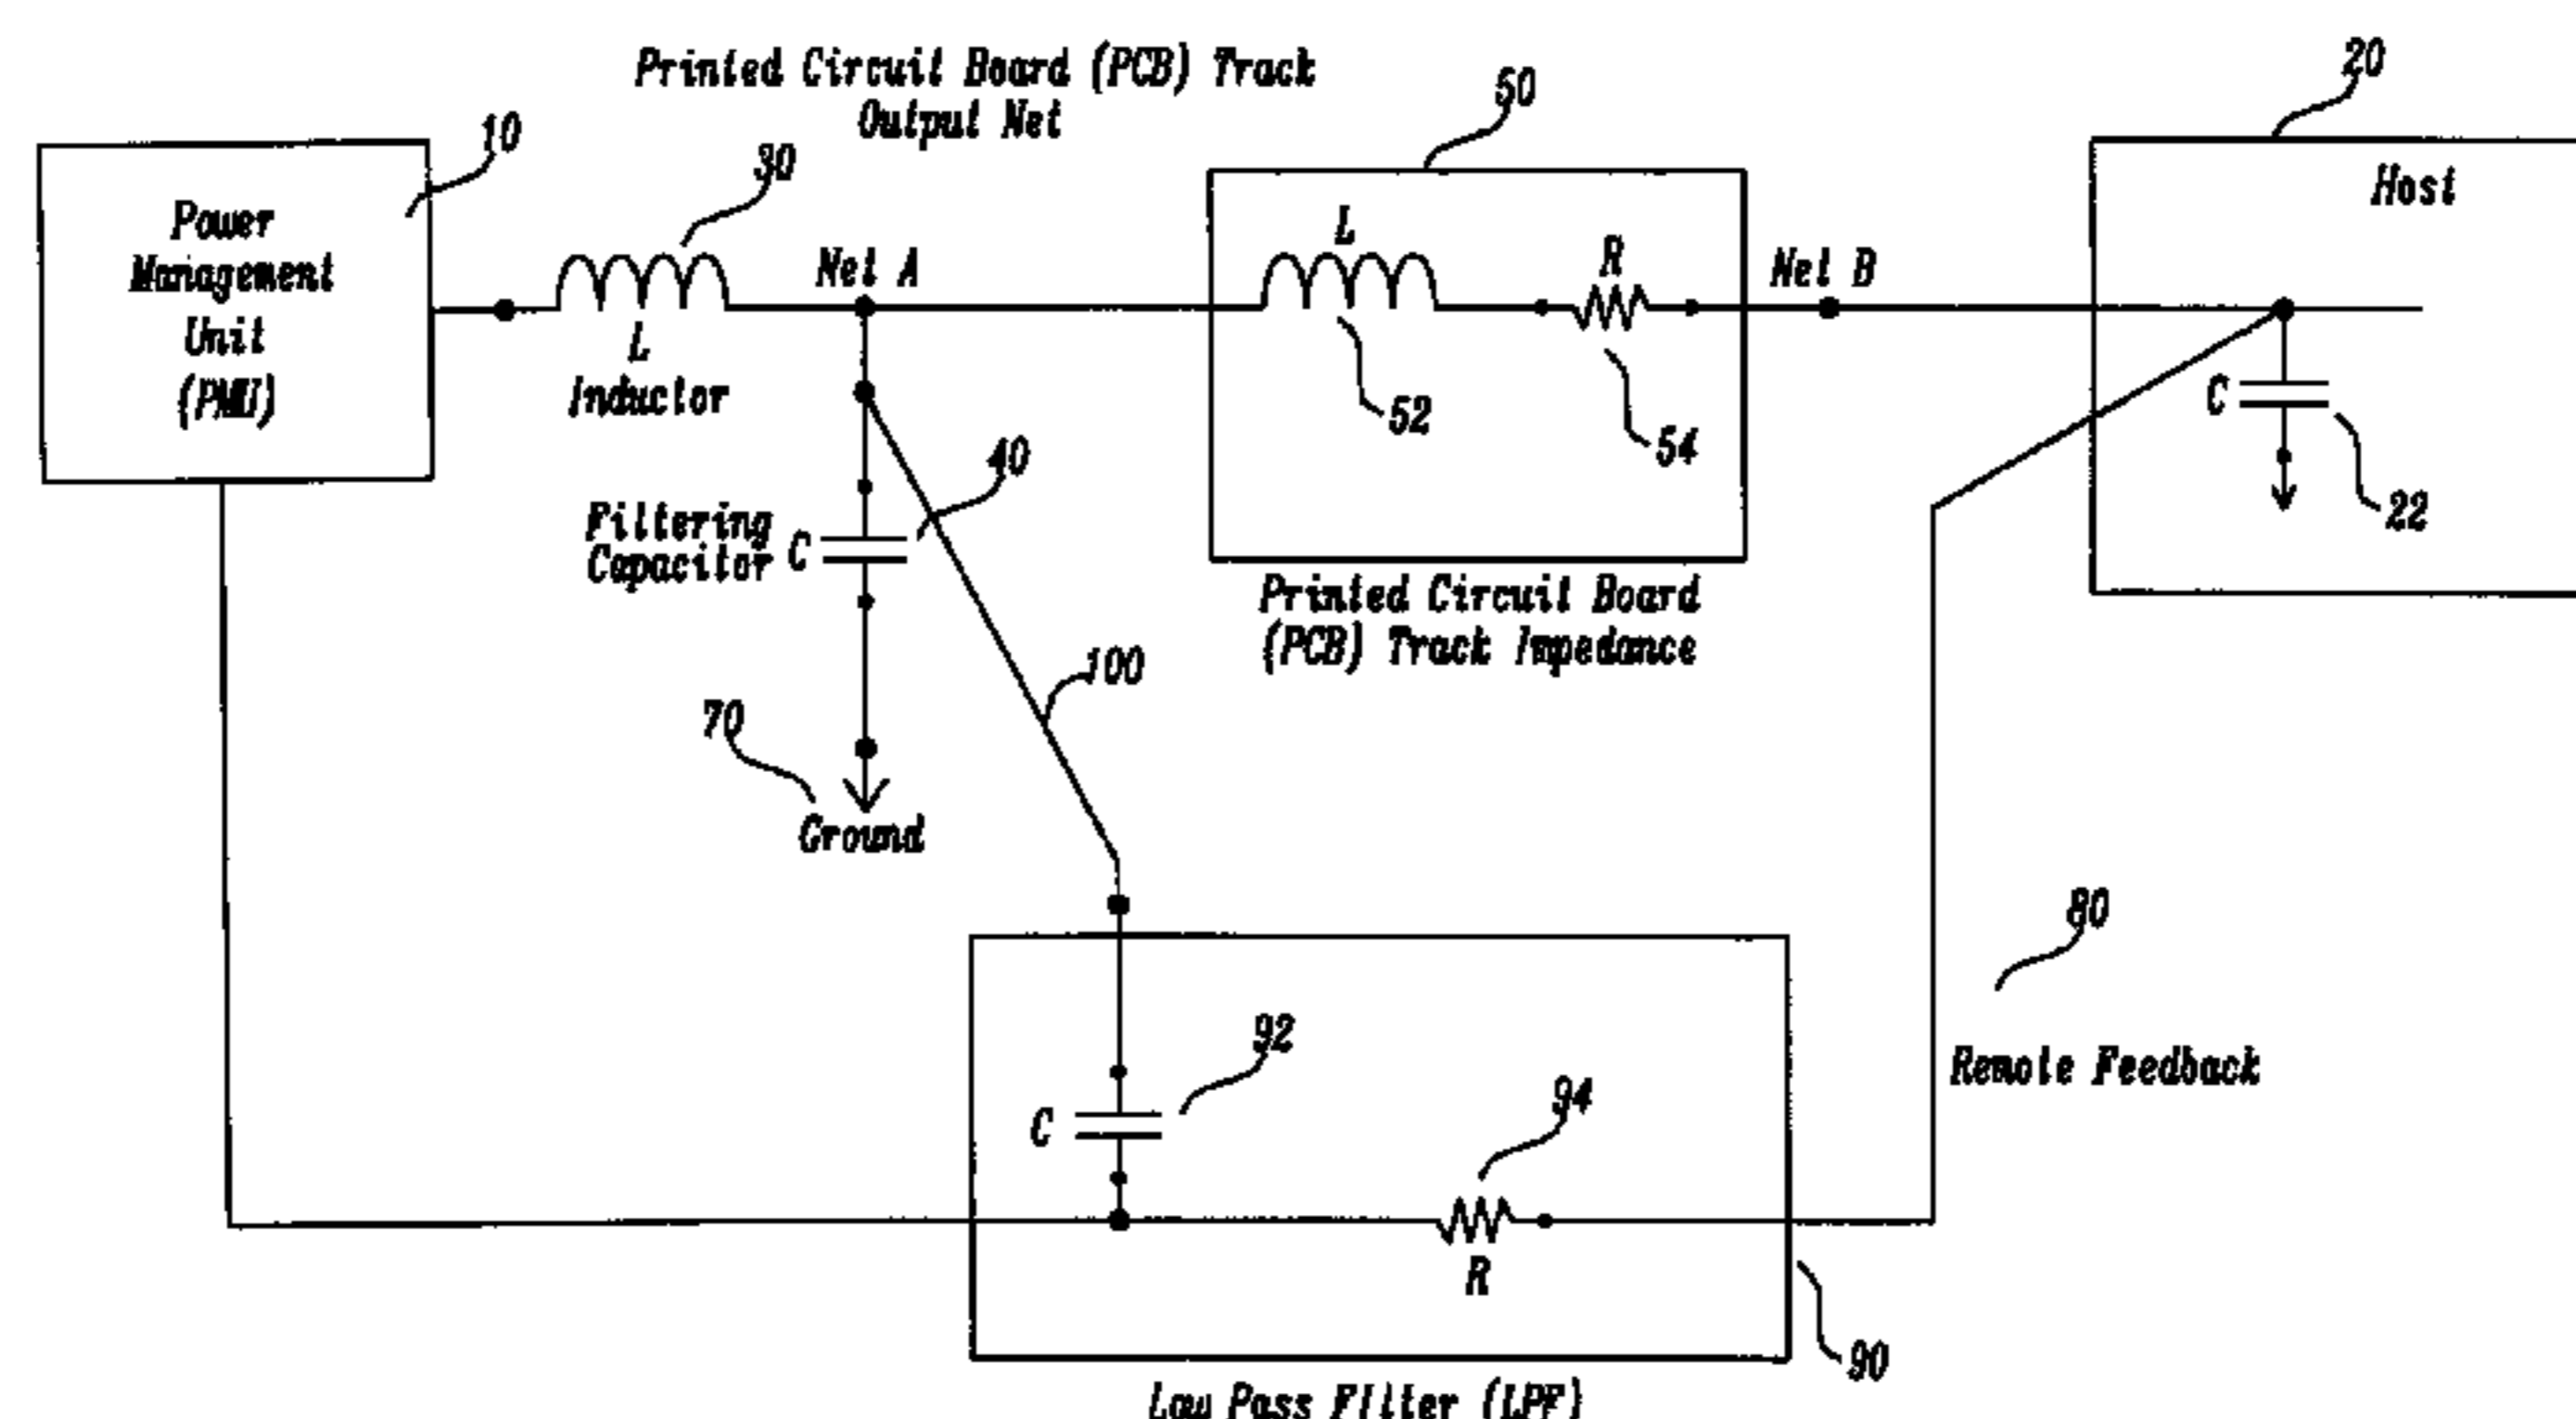 Printed Circuit Board (PCB) Track
Output Net
10
30
50
20
Power
Management
Unit
(PMU)
L
Inductor
Net A
L
R
52
54
Net B
Host
C
22
40
Filtering
Capacitor C
Printed Circuit Board
(PCB) Track Impedance
100
70
Ground
80
Remote Feedback
92
C
94
R
90
Low Pass Filter (LPF)